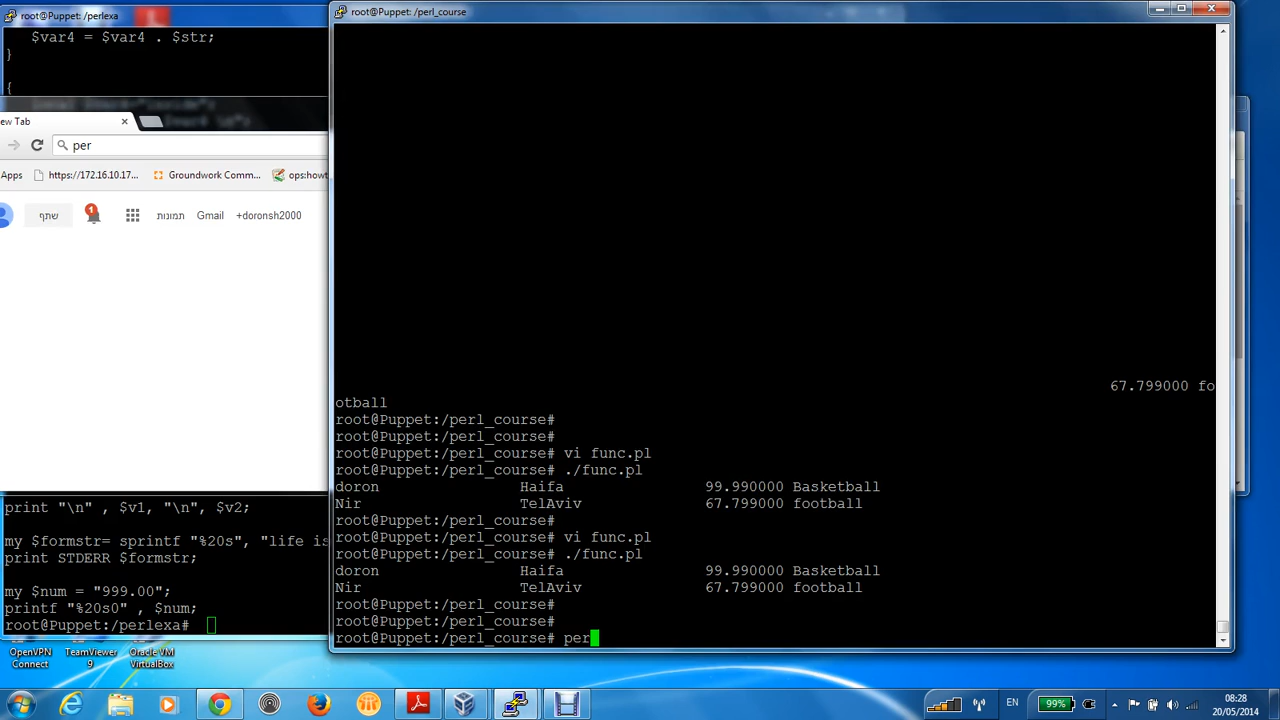 root@Puppet: /perlexa
$var4 = $var4 . $str;
}
{
ew Tab
per
Apps
https://172.16.10.17...
Groundwork Comm...
ops:howt
שתף
1
תמונות
Gmail
+doronsh2000
print "\n" , $v1, "\n", $v2;
my $formstr= sprintf "%20s", "life is
print STDERR $formstr;
my $num = "999.00";
printf "%20s0" , $num;
root@Puppet:/perlexa#
root@Puppet: /perl_course
67.799000 fo
otball
root@Puppet:/perl_course#
root@Puppet:/perl_course#
root@Puppet:/perl_course# vi func.pl
root@Puppet:/perl_course# ./func.pl
doron Haifa 99.990000 Basketball
Nir TelAviv 67.799000 football
root@Puppet:/perl_course#
root@Puppet:/perl_course# vi func.pl
root@Puppet:/perl_course# ./func.pl
doron Haifa 99.990000 Basketball
Nir TelAviv 67.799000 football
root@Puppet:/perl_course#
root@Puppet:/perl_course#
root@Puppet:/perl_course# per
OpenVPN Connect
TeamViewer 9
Oracle VM VirtualBox
EN
99%
08:28
20/05/2014